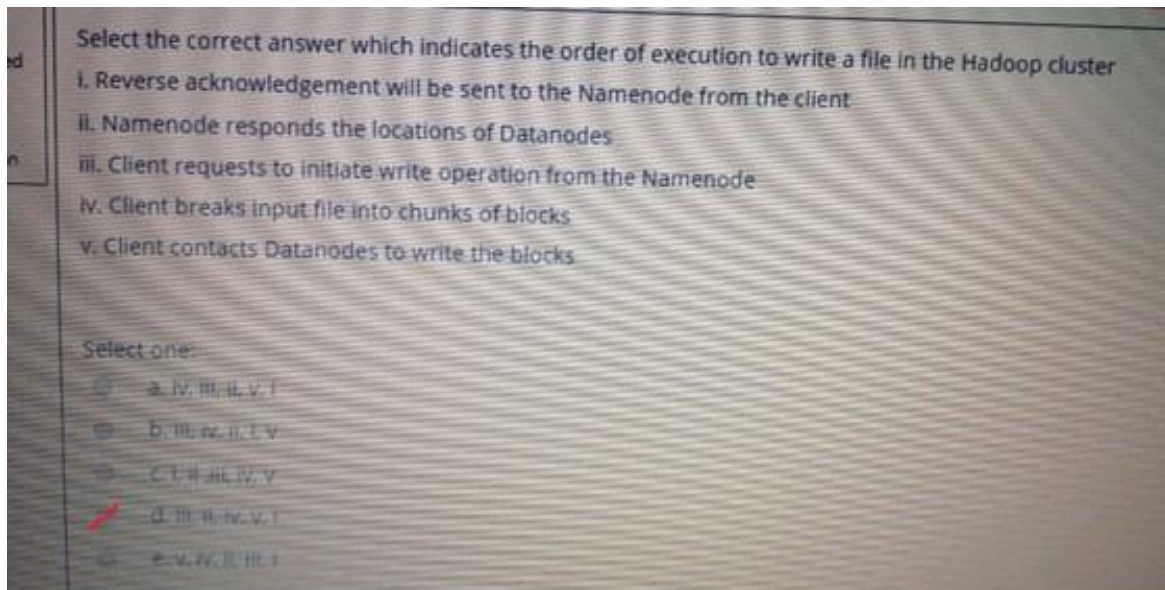 ed
Select the correct answer which indicates the order of execution to write a file in the Hadoop cluster
i. Reverse acknowledgement will be sent to the Namenode from the client
ii. Namenode responds the locations of Datanodes
n
iii. Client requests to initiate write operation from the Namenode
iv. Client breaks input file into chunks of blocks
v. Client contacts Datanodes to write the blocks
Select one:
a. iv, iii, ii, v, i
b. iii, iv, ii, i, v
c. i, ii, iii, iv, v
d. iii, ii, iv, v, i
e. v, iv, ii, iii, i